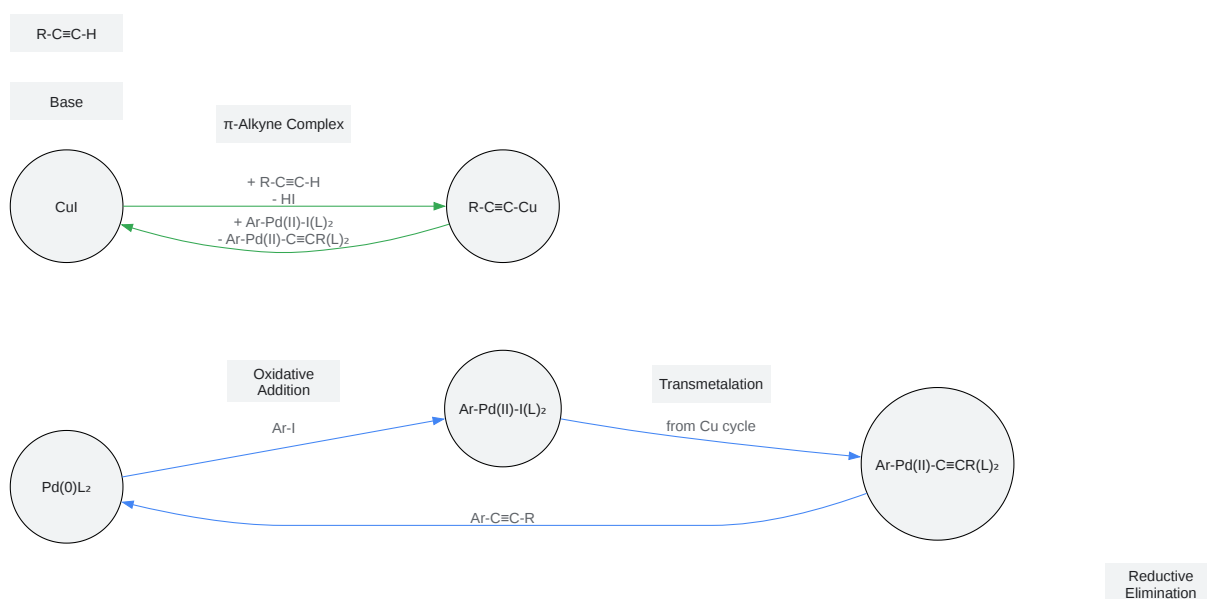 R-C≡C-H
Base
π-Alkyne Complex
+ R-C≡C-H
- HI
CuI
R-C≡C-Cu
+ Ar-Pd(II)-I(L)₂
- Ar-Pd(II)-C≡CR(L)₂
Oxidative
Addition
Transmetalation
Ar-Pd(II)-I(L)₂
Ar-I
from Cu cycle
Ar-Pd(II)-C≡CR(L)₂
Pd(0)L₂
Ar-C≡C-R
Reductive
Elimination